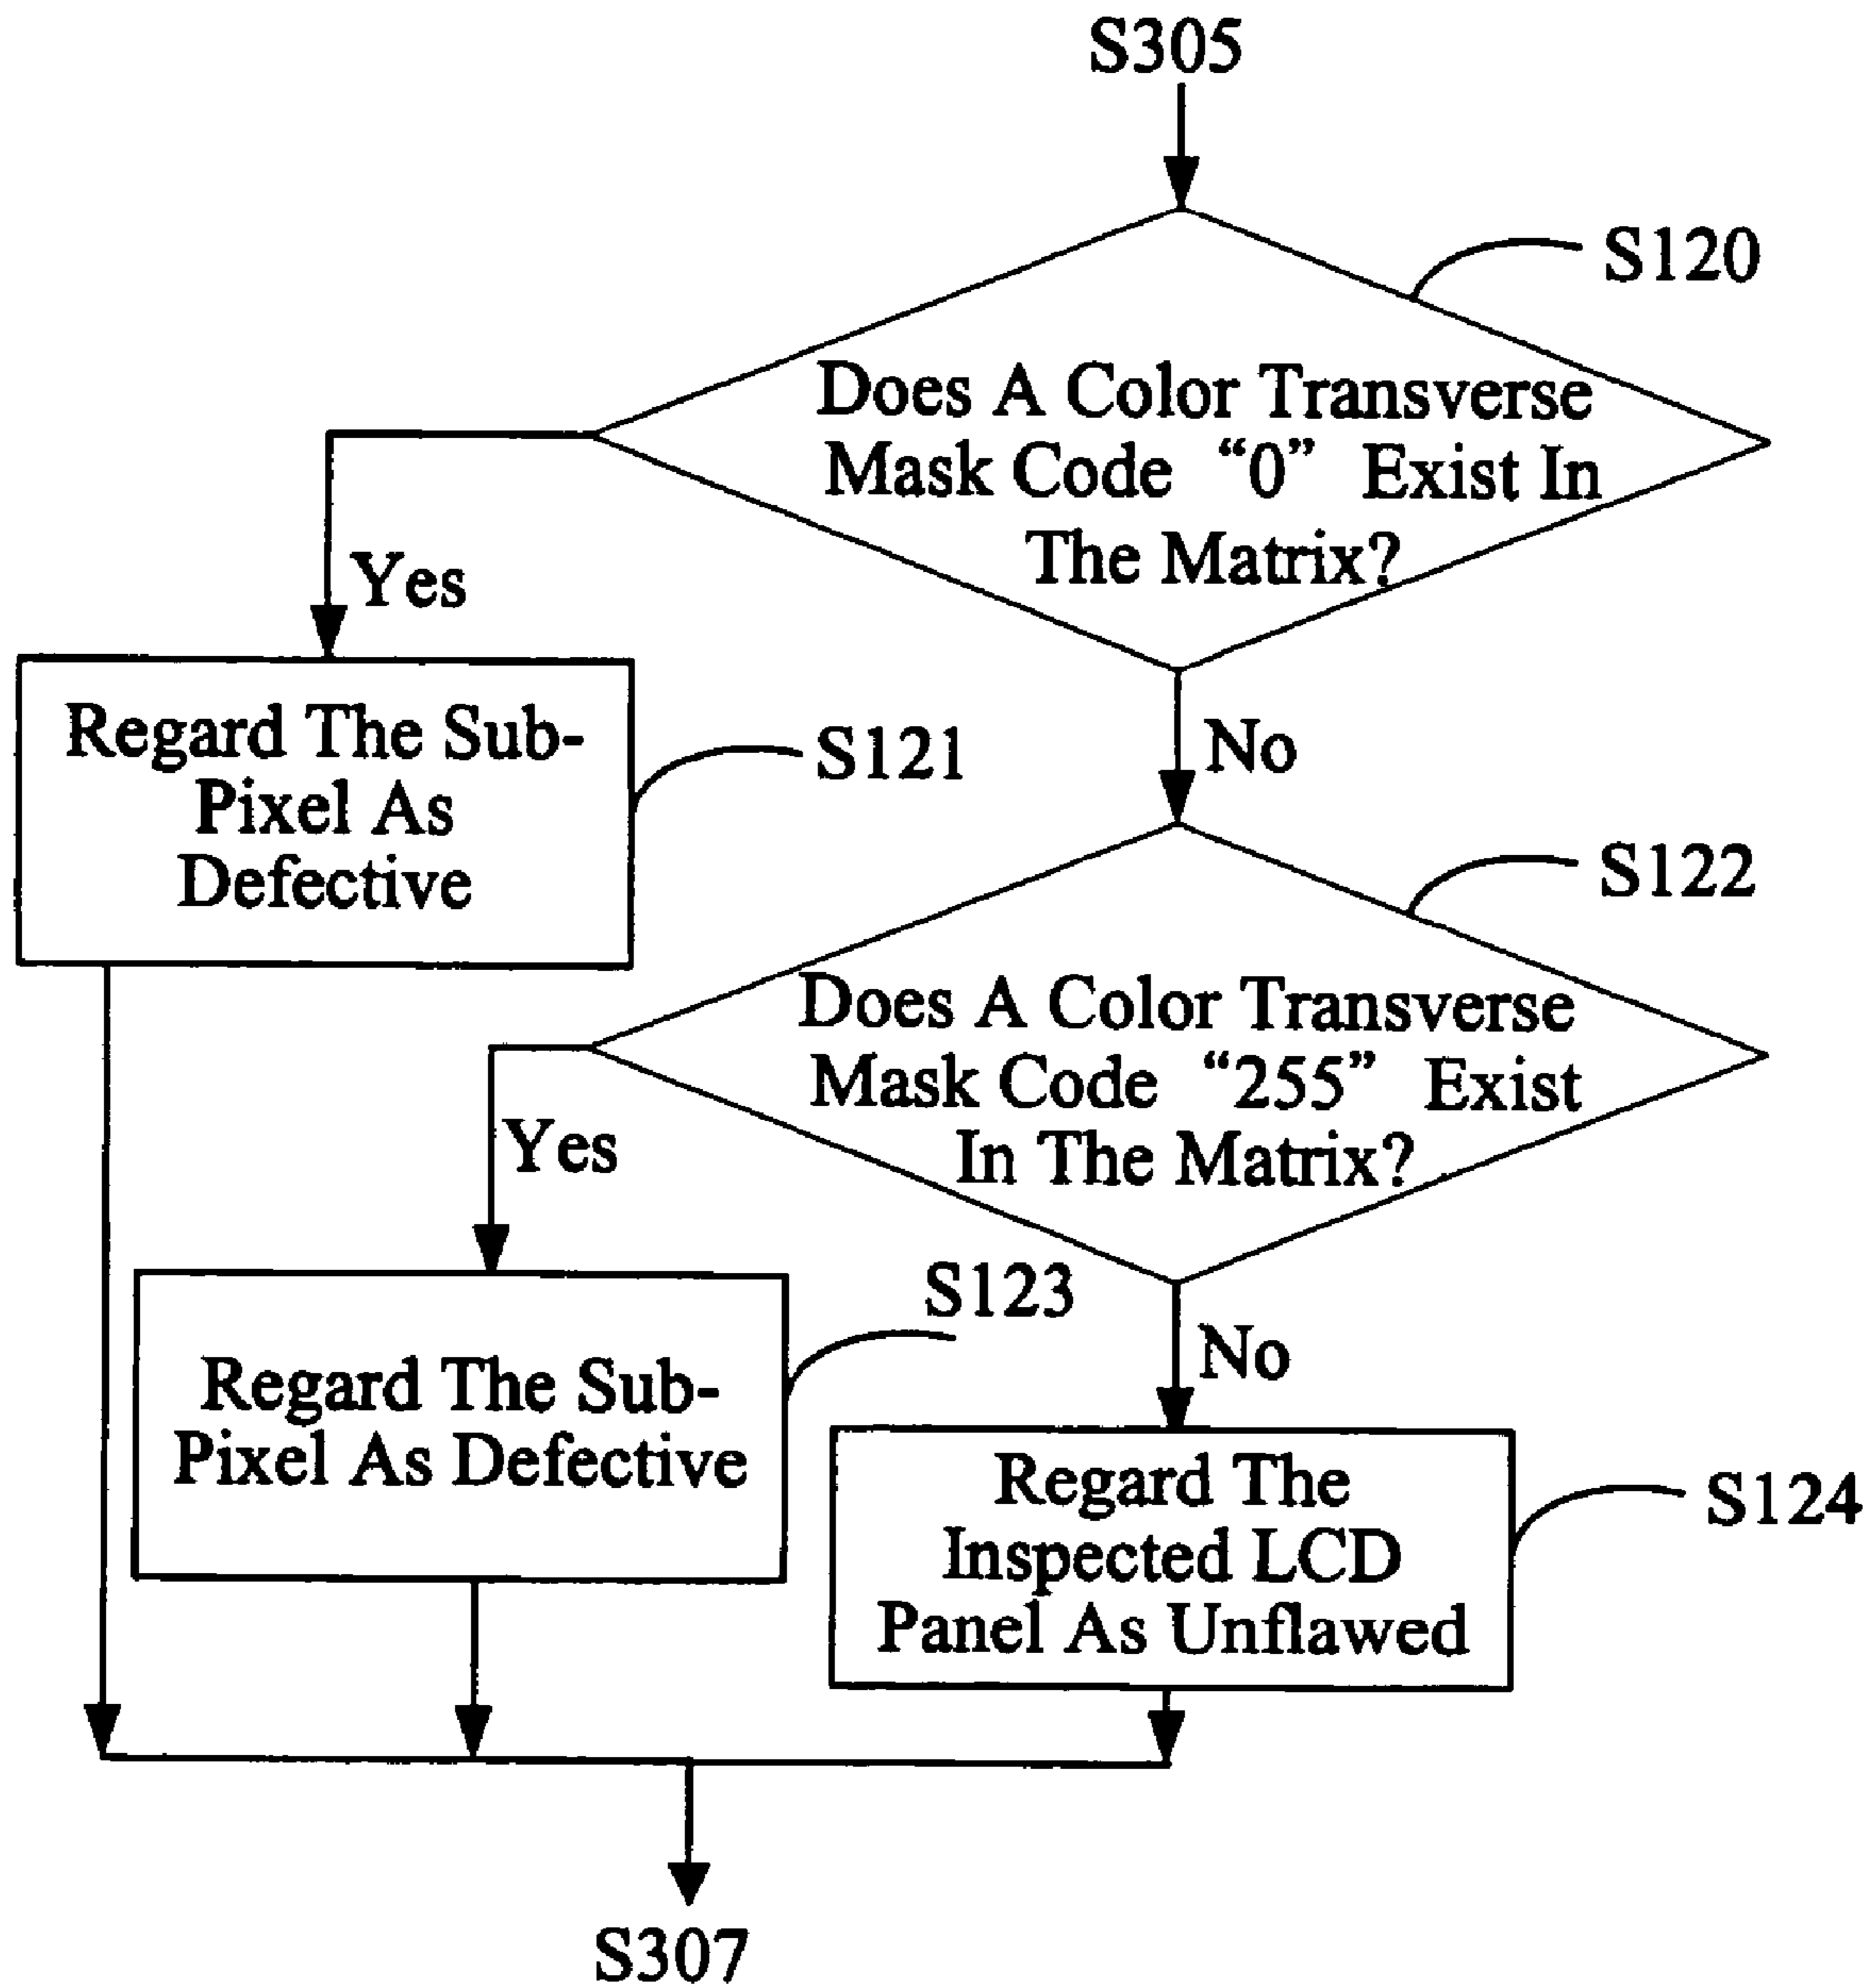 S305
S120
Does A Color Transverse
Mask Code “0” Exist In
The Matrix?
Yes
Regard The Sub-
Pixel As
Defective
S121
No
S122
Does A Color Transverse
Mask Code “255” Exist
In The Matrix?
Yes
S123
Regard The Sub-
Pixel As Defective
No
Regard The
Inspected LCD
Panel As Unflawed
S124
S307